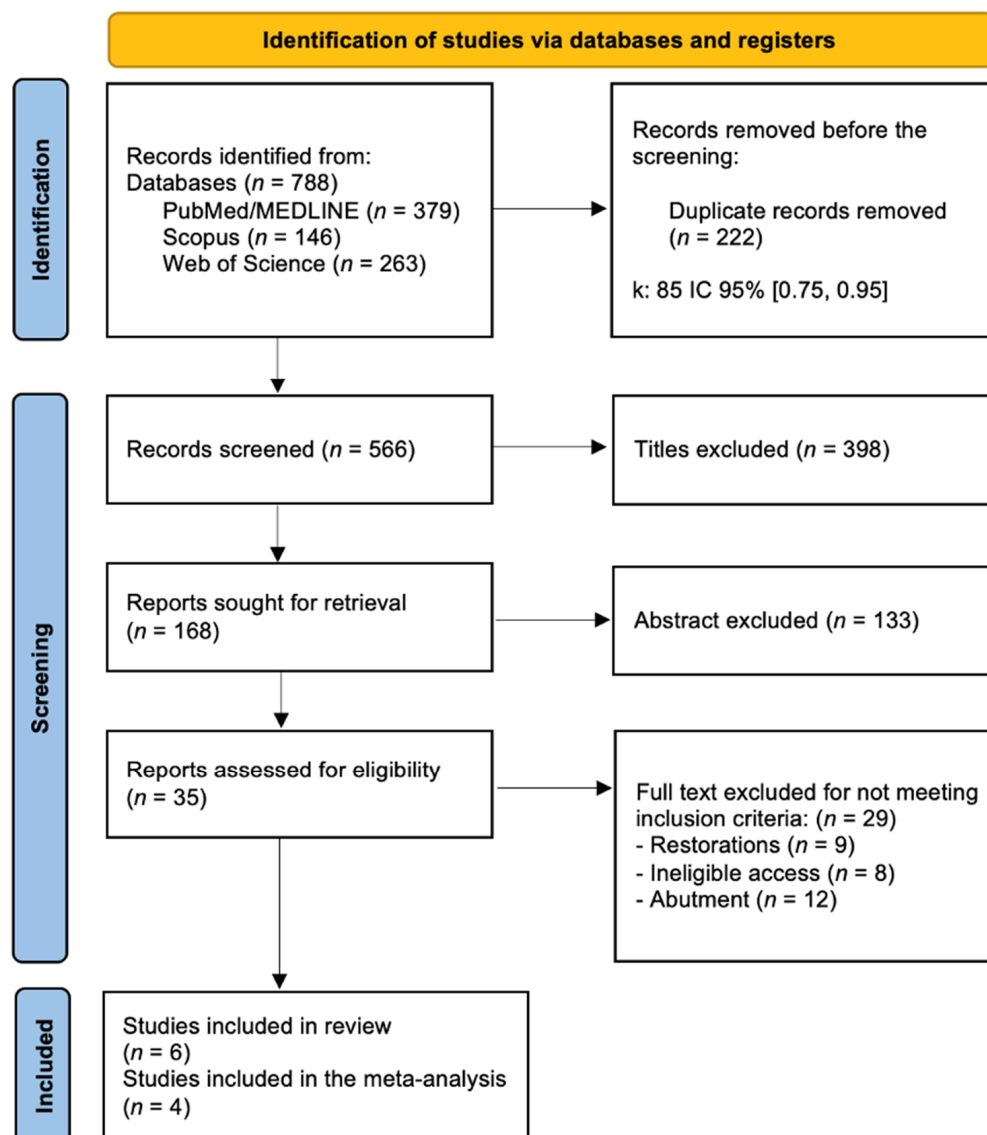 Identification of studies via databases and registers
Identification
Records identified from:
Databases (n = 788)
PubMed/MEDLINE (n = 379)
Scopus (n = 146)
Web of Science (n = 263)
Records removed before the
screening:
Duplicate records removed
(n = 222)
k: 85 IC 95% [0.75, 0.95]
Screening
Records screened (n = 566)
Titles excluded (n = 398)
Reports sought for retrieval
(n = 168)
Abstract excluded (n = 133)
Reports assessed for eligibility
(n = 35)
Full text excluded for not meeting
inclusion criteria: (n = 29)
- Restorations (n = 9)
- Ineligible access (n = 8)
- Abutment (n = 12)
Included
Studies included in review
(n = 6)
Studies included in the meta-analysis
(n = 4)